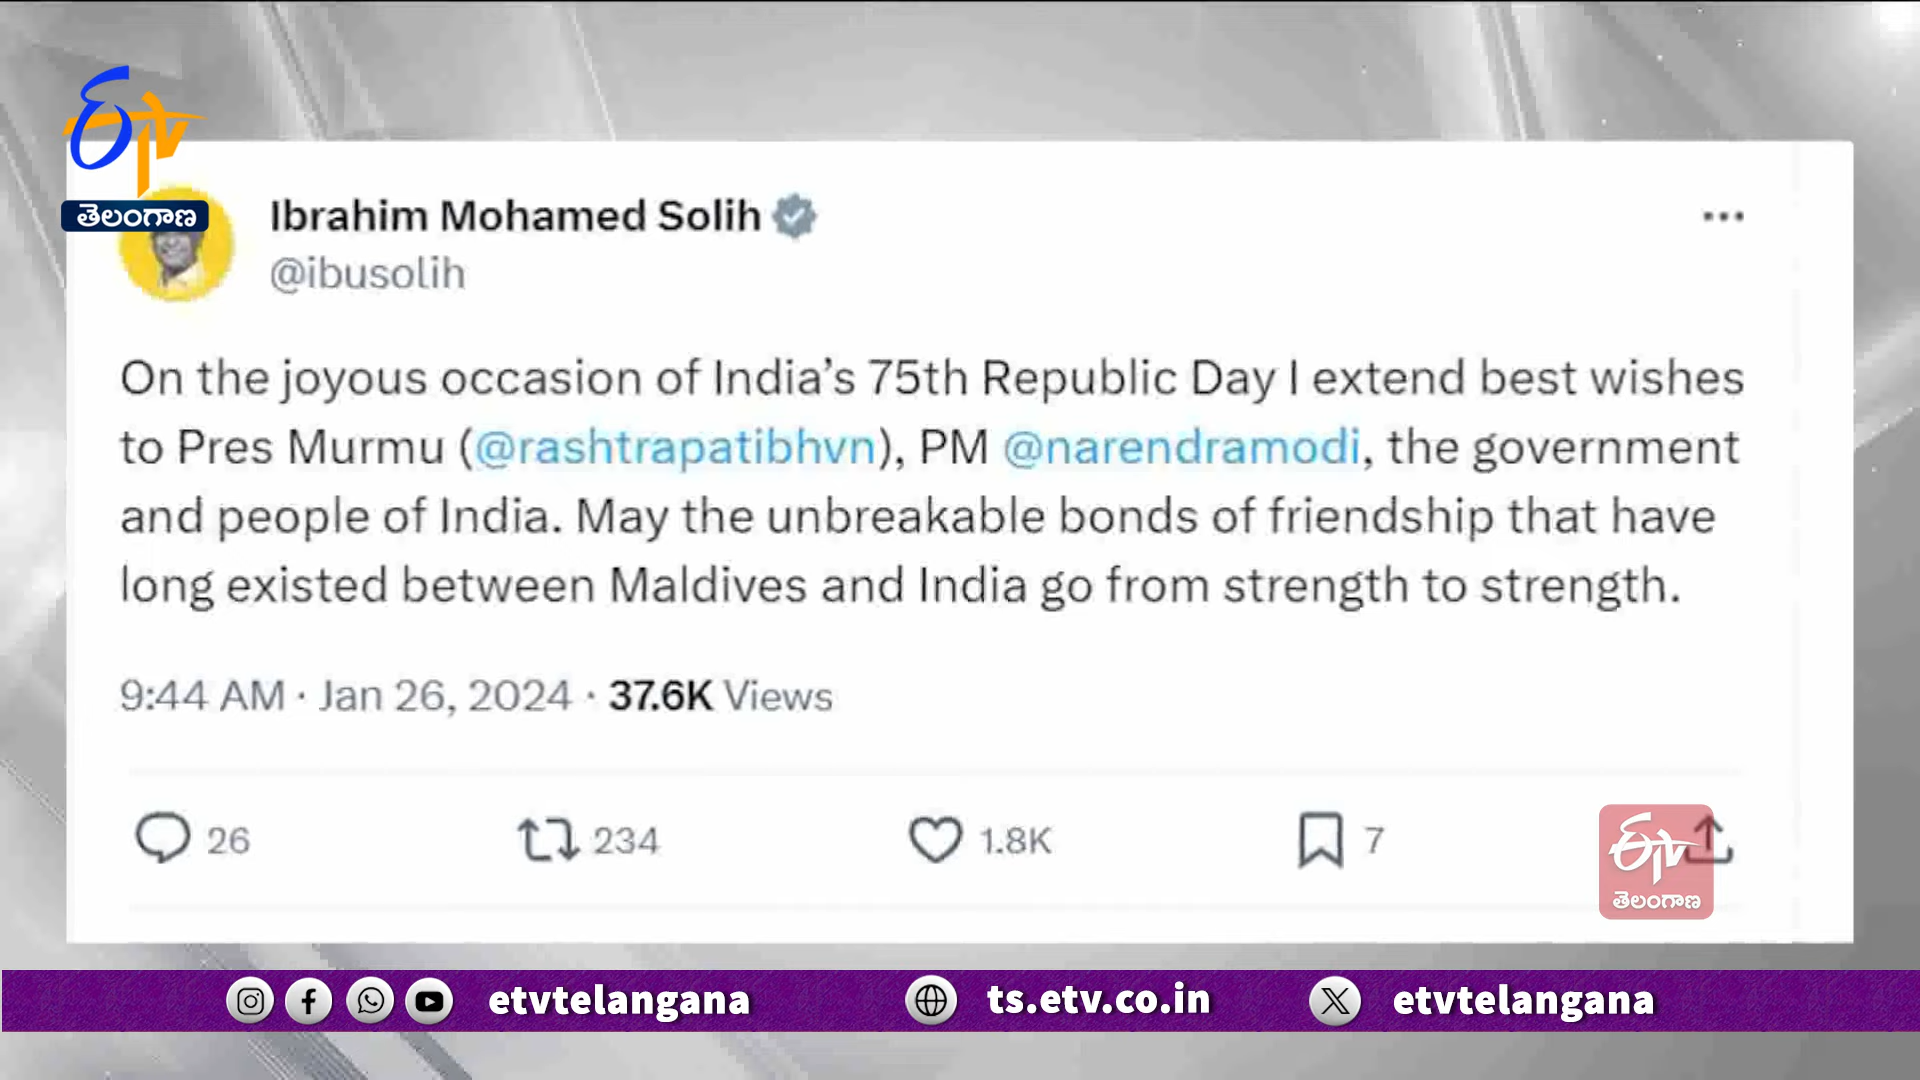 ఈTV
తెలంగాణ
Ibrahim Mohamed Solih
@ibusolih
On the joyous occasion of India’s 75th Republic Day I extend best wishes
to Pres Murmu (@rashtrapatibhvn), PM @narendramodi, the government
and people of India. May the unbreakable bonds of friendship that have
long existed between Maldives and India go from strength to strength.
9:44 AM · Jan 26, 2024 · 37.6K Views
26 234 1.8K 7
ఈTV
తెలంగాణ
etvtelangana ts.etv.co.in etvtelangana